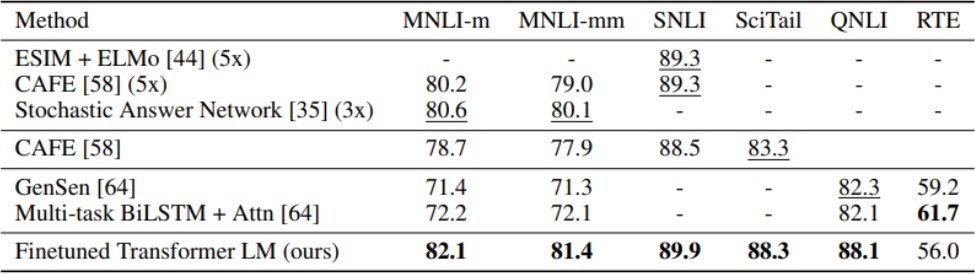 Method MNLI-m MNLI-mm SNLI SciTail QNLI RTE
ESIM + ELMo [44] (5x) - - 89.3 - - -
CAFE [58] (5x) 80.2 79.0 89.3 - - -
Stochastic Answer Network [35] (3x) 80.6 80.1 - - - -
CAFE [58] 78.7 77.9 88.5 83.3
GenSen [64] 71.4 71.3 - - 82.3 59.2
Multi-task BiLSTM + Attn [64] 72.2 72.1 - - 82.1 61.7
Finetuned Transformer LM (ours) 82.1 81.4 89.9 88.3 88.1 56.0